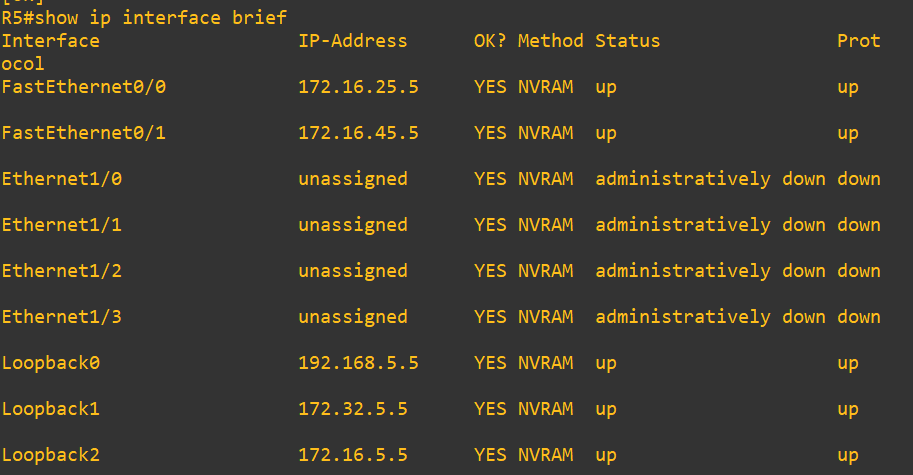 [OK]
R5#show ip interface brief
Interface                  IP-Address      OK? Method Status                Prot
ocol
FastEthernet0/0            172.16.25.5     YES NVRAM  up                    up
FastEthernet0/1            172.16.45.5     YES NVRAM  up                    up
Ethernet1/0                unassigned      YES NVRAM  administratively down down
Ethernet1/1                unassigned      YES NVRAM  administratively down down
Ethernet1/2                unassigned      YES NVRAM  administratively down down
Ethernet1/3                unassigned      YES NVRAM  administratively down down
Loopback0                  192.168.5.5     YES NVRAM  up                    up
Loopback1                  172.32.5.5      YES NVRAM  up                    up
Loopback2                  172.16.5.5      YES NVRAM  up                    up